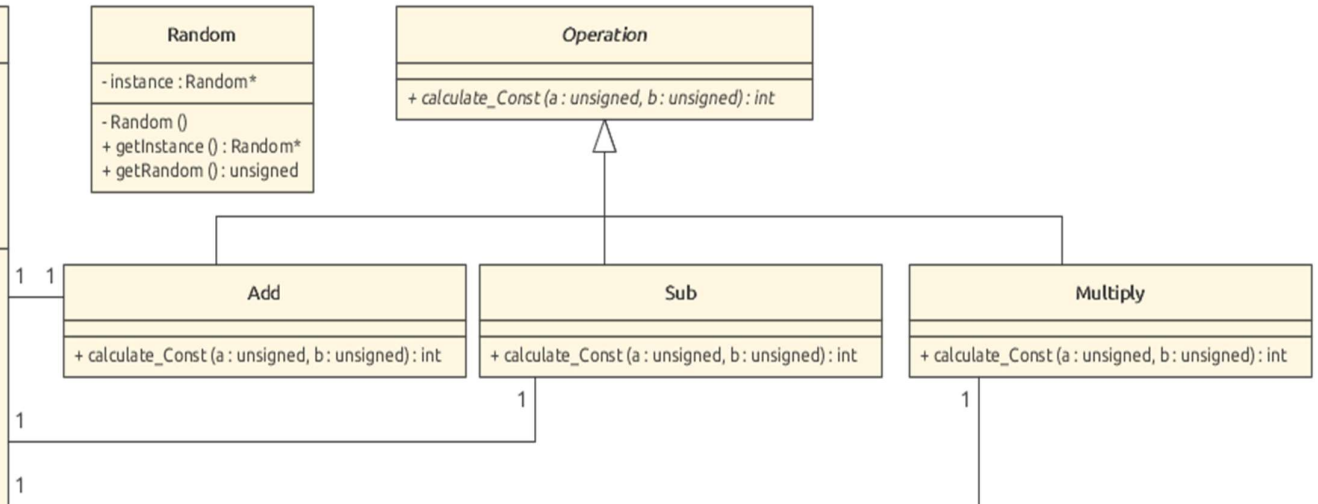 Random
- instance : Random*
- Random ()
+ getInstance () : Random*
+ getRandom () : unsigned
Operation
+ calculate_Const (a : unsigned, b : unsigned) : int
1 1
Add
+ calculate_Const (a : unsigned, b : unsigned) : int
Sub
+ calculate_Const (a : unsigned, b : unsigned) : int
Multiply
+ calculate_Const (a : unsigned, b : unsigned) : int
1
1
1
1